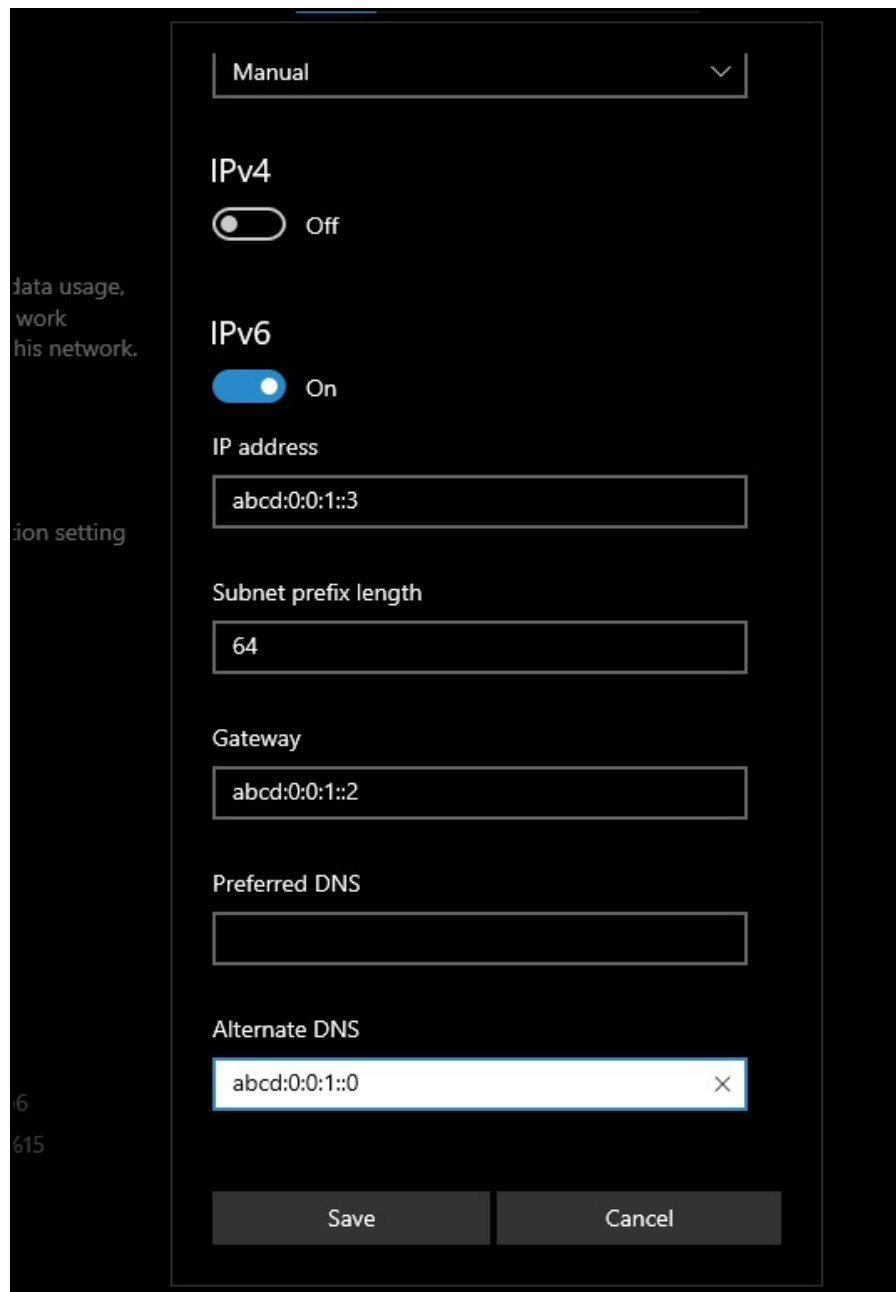 Manual
IPv4
Off
data usage,
work
his network.
IPv6
On
IP address
abcd:0:0:1::3
tion setting
Subnet prefix length
64
Gateway
abcd:0:0:1::2
Preferred DNS
Alternate DNS
abcd:0:0:1::0
6
%15
Save
Cancel